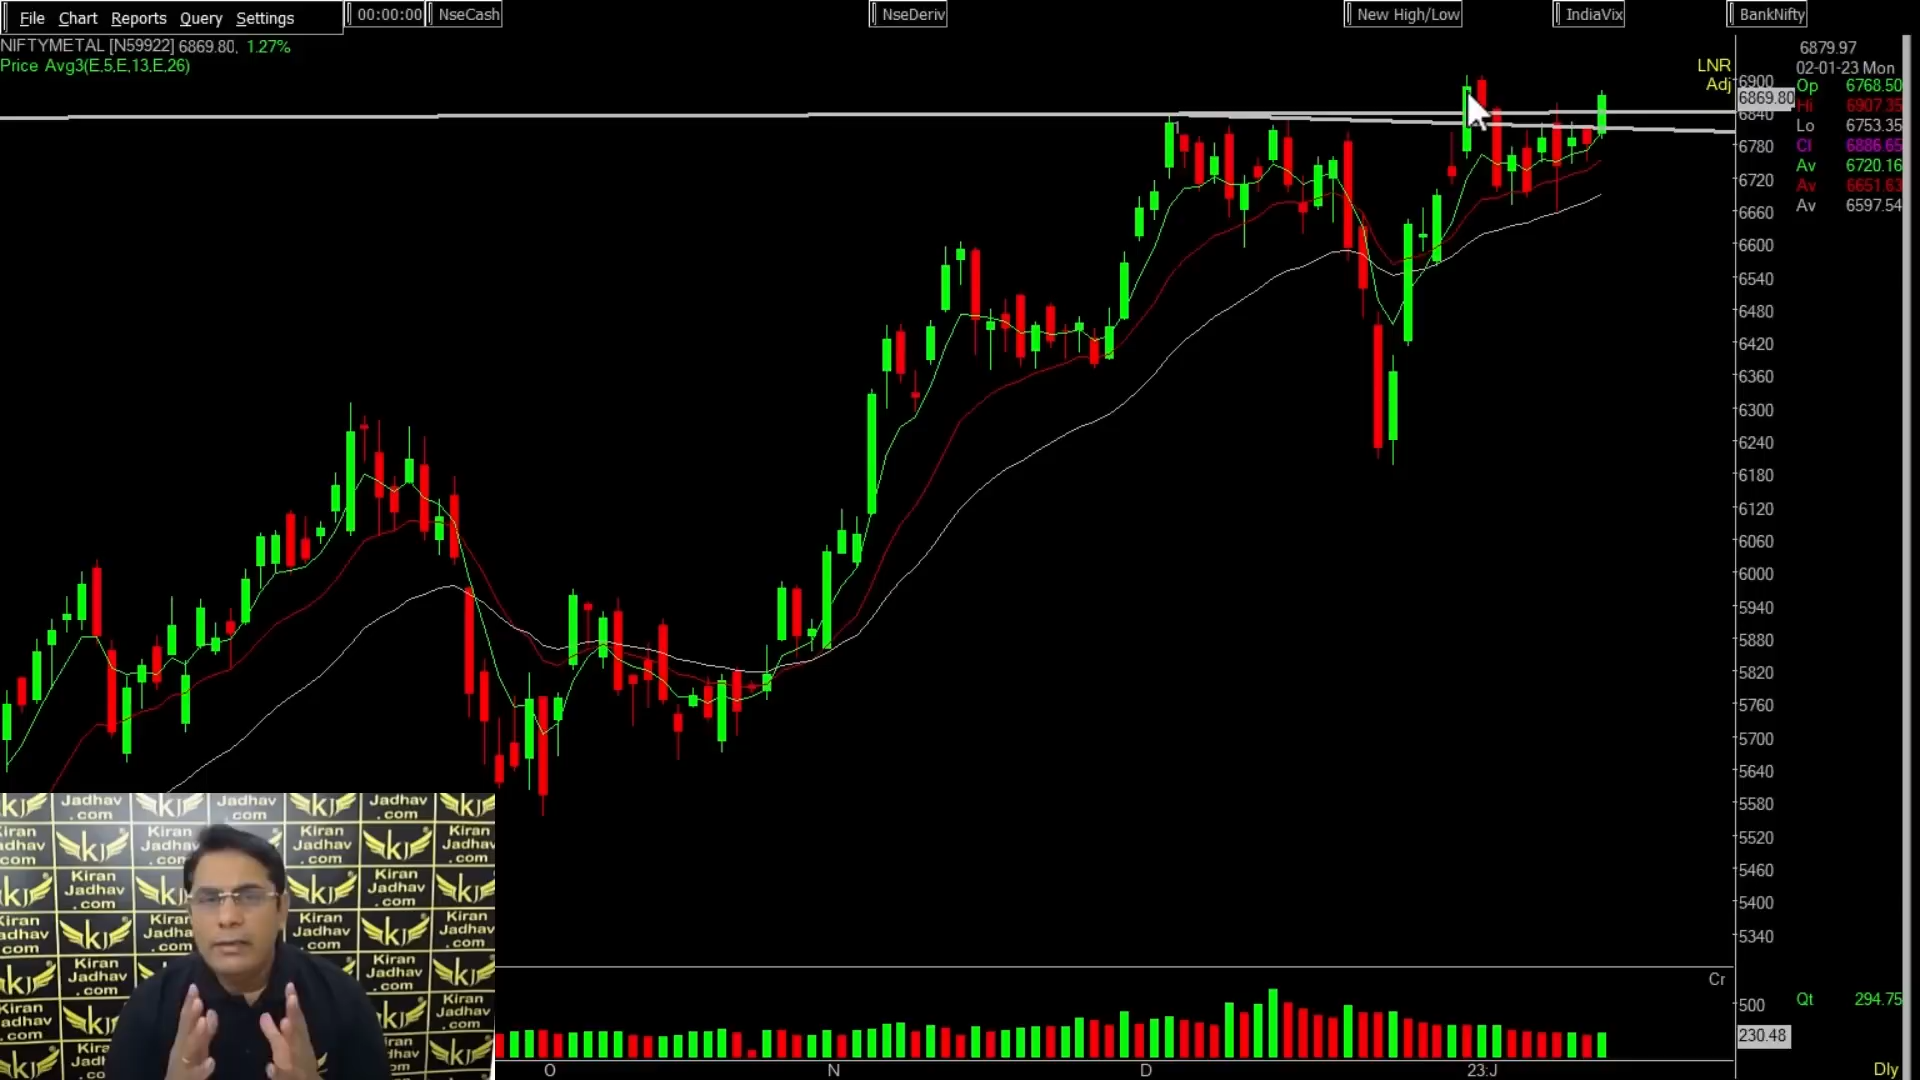 File Chart Reports Query Settings
00:00:00
NseCash
NseDeriv
New High/Low
IndiaVix
BankNifty
NIFTYMETAL [N59922] 6869.80, 1.27%
Price Avg3(E,5,E,13,E,26)
LNR
Adj
6879.97
02-01-23 Mon
Op 6768.50
Hi 6907.35
Lo 6753.35
Cl 6886.65
Av 6720.16
Av 6651.63
Av 6597.54
6900
6869.80
6840
6780
6720
6660
6600
6540
6480
6420
6360
6300
6240
6180
6120
6060
6000
5940
5880
5820
5760
5700
5640
5580
5520
5460
5400
5340
Cr
500
230.48
Qt 294.75
O N D 23:J
Dly
Jadhav
.com
Kiran
Jadhav
.com
KJ